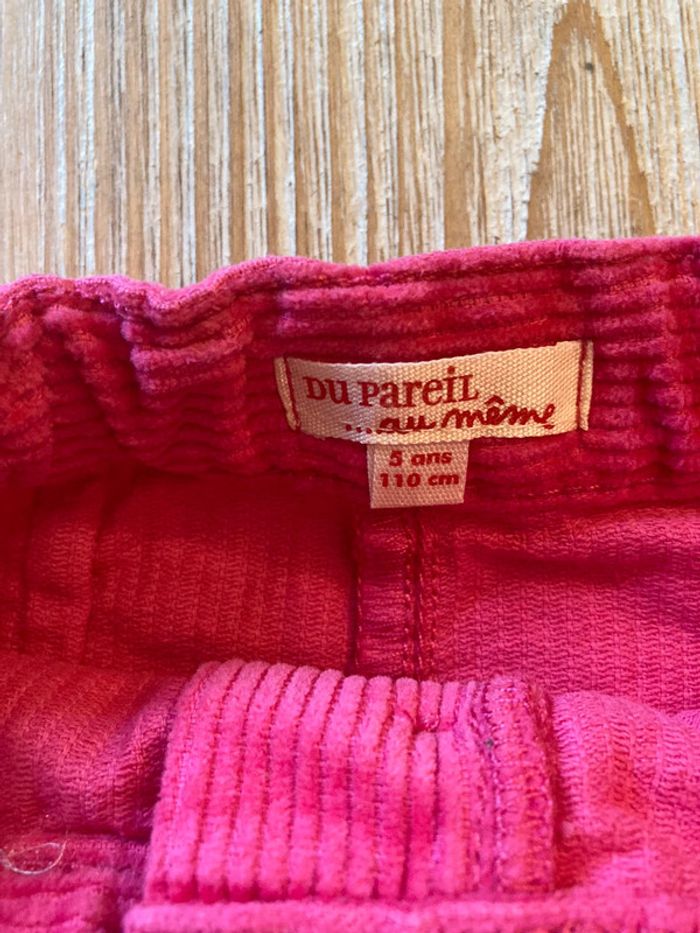 DU PAREIL
...au même
5 ans
110 cm